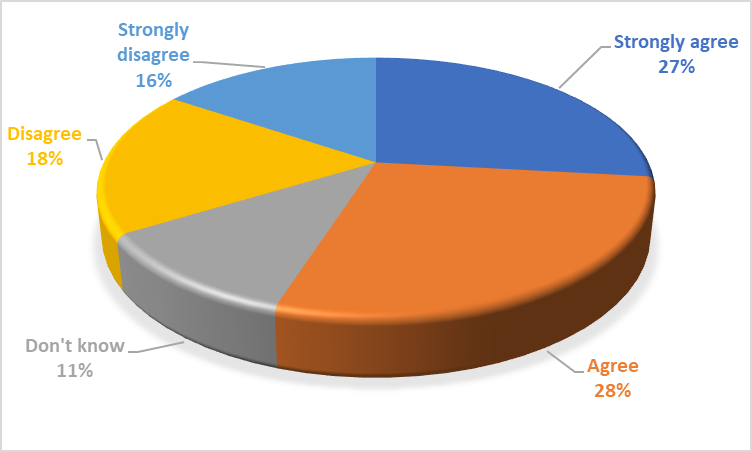 Strongly
disagree
16%
Strongly agree
27%
Disagree
18%
Don't know
11%
Agree
28%